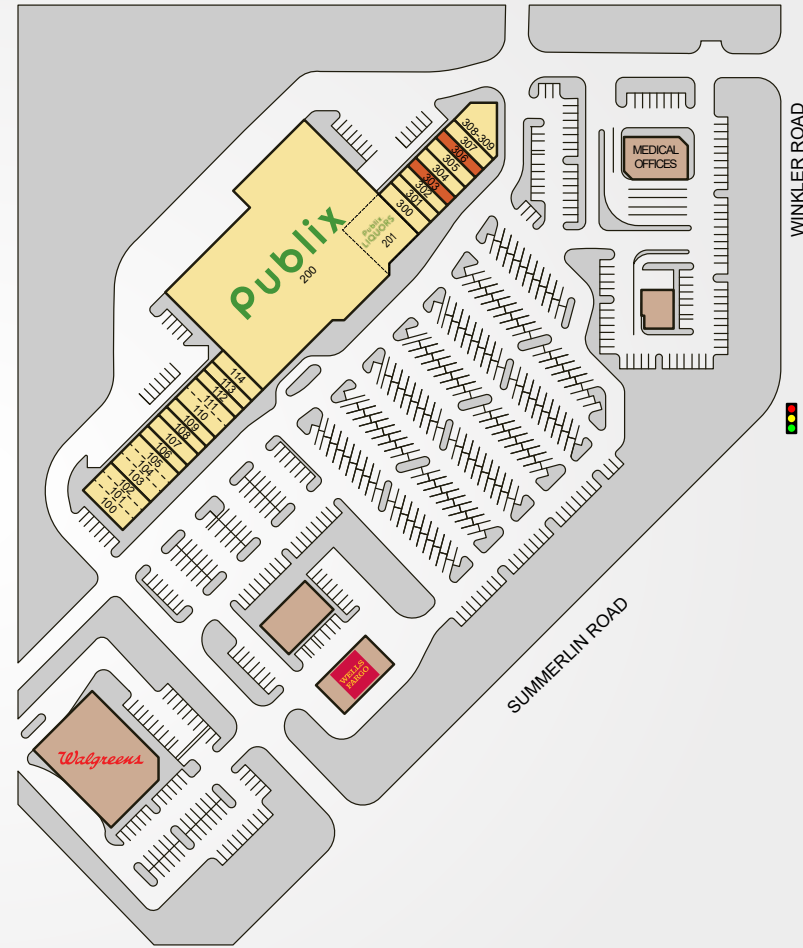 308-309
307
306
305
304
303
302
301
300
Publix
LIQUORS
201
publix
200
114
113
112
111
110
109
108
107
106
105
104
103
102
101
100
MEDICAL
OFFICES
WINKLER ROAD
SUMMERLIN ROAD
WELLS
FARGO
Walgreens